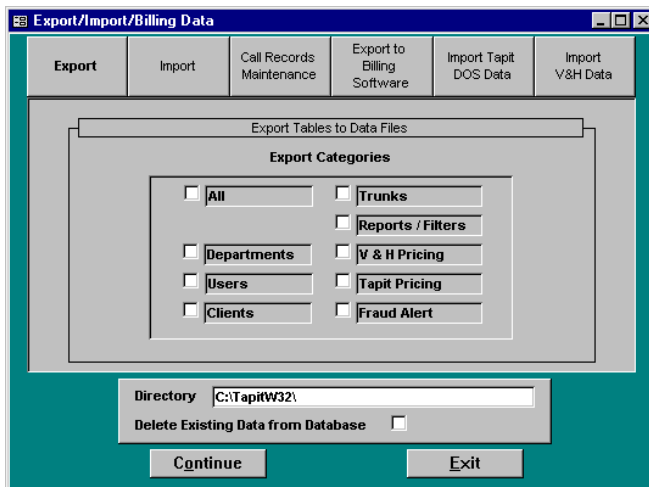 Export/Import/Billing Data
Export
Import
Call Records
Maintenance
Export to
Billing
Software
Import Tapit
DOS Data
Import
V&H Data
Export Tables to Data Files
Export Categories
All
Trunks
Reports / Filters
Departments
V & H Pricing
Users
Tapit Pricing
Clients
Fraud Alert
Directory C:\TapitW32\
Delete Existing Data from Database
Continue
Exit